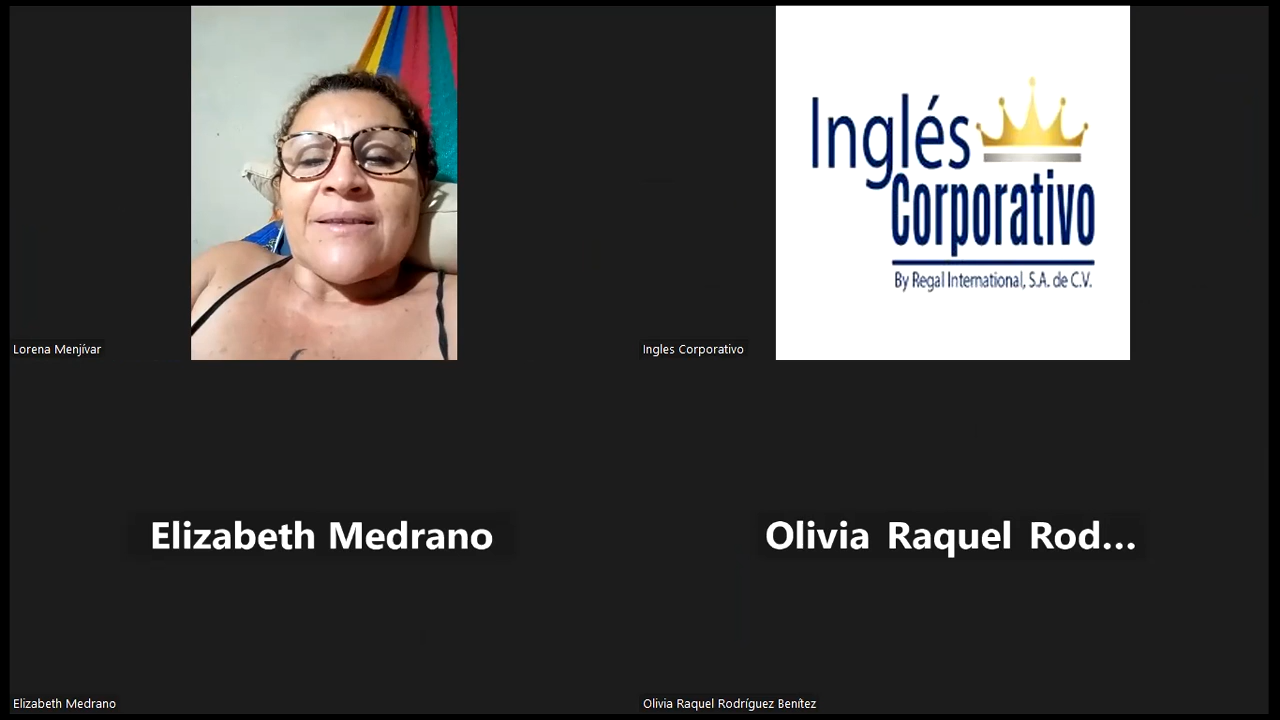 Inglés
Corporativo
By Regal International, S.A. de C.V.
Lorena Menjívar
Ingles Corporativo
Elizabeth Medrano
Olivia Raquel Rod...
Elizabeth Medrano
Olivia Raquel Rodríguez Benítez